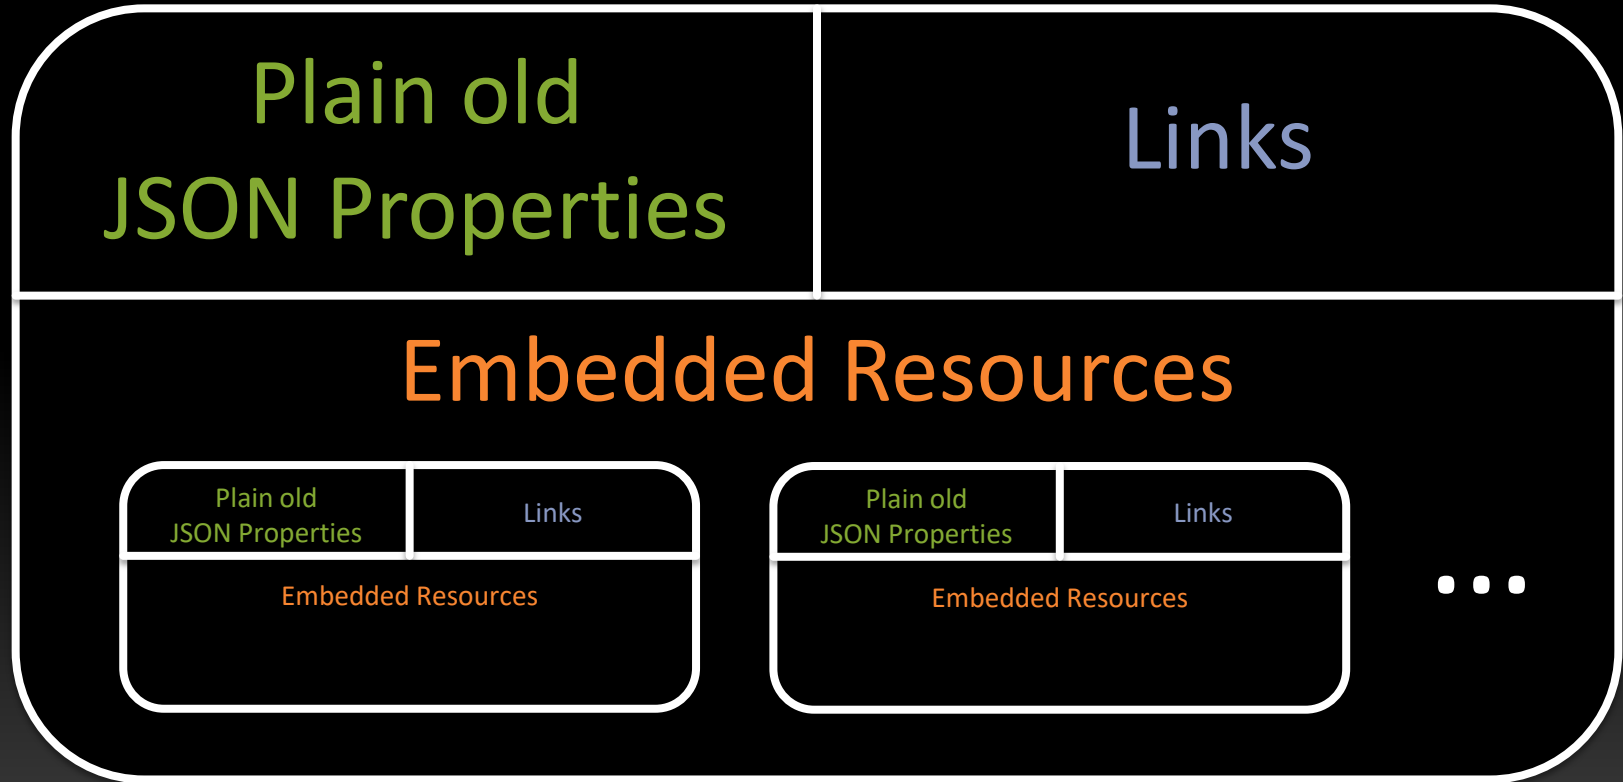 Plain old
JSON Properties
Links
Embedded Resources
Plain old
JSON Properties
Links
Embedded Resources
Plain old
JSON Properties
Links
Embedded Resources
...